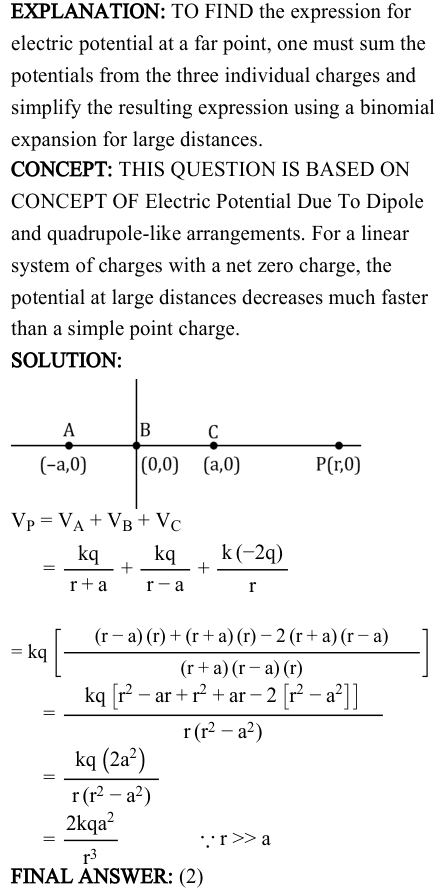 EXPLANATION: TO FIND the expression for
electric potential at a far point, one must sum the
potentials from the three individual charges and
simplify the resulting expression using a binomial
expansion for large distances.
CONCEPT: THIS QUESTION IS BASED ON
CONCEPT OF Electric Potential Due To Dipole
and quadrupole-like arrangements. For a linear
system of charges with a net zero charge, the
potential at large distances decreases much faster
than a simple point charge.
SOLUTION:
A B C
(−a,0) (0,0) (a,0) P(r,0)
V_P = V_A + V_B + V_C
= kq/(r + a) + kq/(r − a) + k(−2q)/r
= kq [ ((r − a)(r) + (r + a)(r) − 2(r + a)(r − a)) / ((r + a)(r − a)(r)) ]
= kq [r² − ar + r² + ar − 2[r² − a²]] / r(r² − a²)
= kq(2a²) / r(r² − a²)
= 2kqa² / r³ ∵ r >> a
FINAL ANSWER: (2)